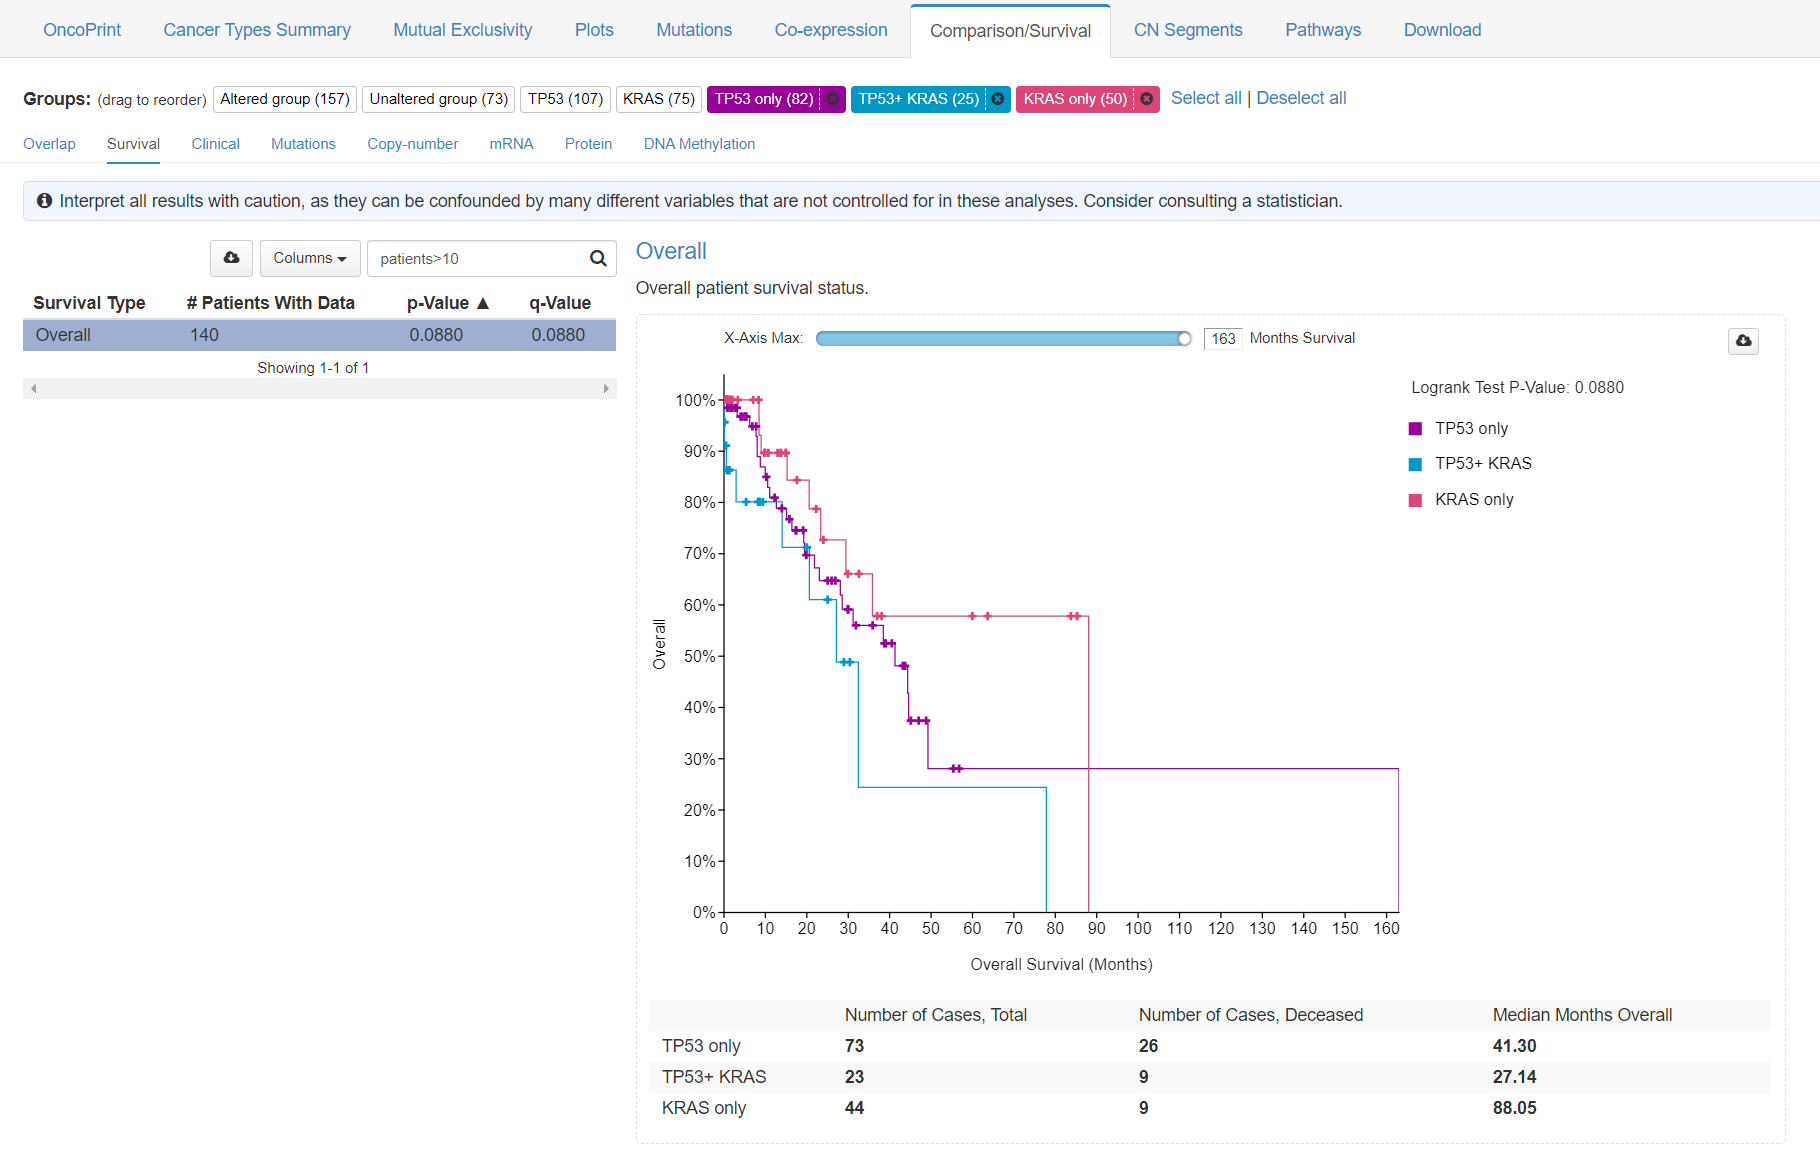 OncoPrint Cancer Types Summary Mutual Exclusivity Plots Mutations Co-expression Comparison/Survival CN Segments Pathways Download
Groups: (drag to reorder) Altered group (157) Unaltered group (73) TP53 (107) KRAS (75) TP53 only (82) TP53+ KRAS (25) KRAS only (50) Select all | Deselect all
Overlap Survival Clinical Mutations Copy-number mRNA Protein DNA Methylation
Interpret all results with caution, as they can be confounded by many different variables that are not controlled for in these analyses. Consider consulting a statistician.
Columns patients>10
Survival Type # Patients With Data p-Value ▲ q-Value
Overall 140 0.0880 0.0880
Showing 1-1 of 1
Overall
Overall patient survival status.
X-Axis Max: 163 Months Survival
Logrank Test P-Value: 0.0880
TP53 only
TP53+ KRAS
KRAS only
100%
90%
80%
70%
60%
50%
40%
30%
20%
10%
0%
Overall
0 10 20 30 40 50 60 70 80 90 100 110 120 130 140 150 160
Overall Survival (Months)
Number of Cases, Total Number of Cases, Deceased Median Months Overall
TP53 only 73 26 41.30
TP53+ KRAS 23 9 27.14
KRAS only 44 9 88.05